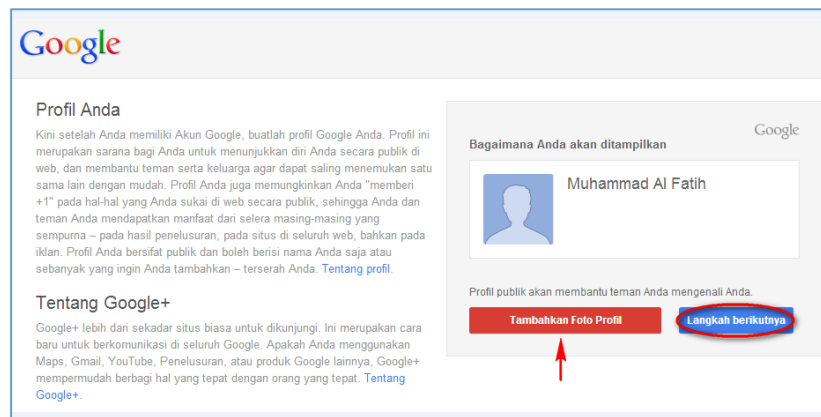 Google
Profil Anda
Kini setelah Anda memiliki Akun Google, buatlah profil Google Anda. Profil ini
merupakan sarana bagi Anda untuk menunjukkan diri Anda secara publik di
web, dan membantu teman serta keluarga agar dapat saling menemukan satu
sama lain dengan mudah. Profil Anda juga memungkinkan Anda "memberi
+1" pada hal-hal yang Anda sukai di web secara publik, sehingga Anda dan
teman Anda mendapatkan manfaat dari selera masing-masing yang
sempurna – pada hasil penelusuran, pada situs di seluruh web, bahkan pada
iklan. Profil Anda bersifat publik dan boleh berisi nama Anda saja atau
sebanyak yang ingin Anda tambahkan – terserah Anda. Tentang profil.
Tentang Google+
Google+ lebih dari sekadar situs biasa untuk dikunjungi. Ini merupakan cara
baru untuk berkomunikasi di seluruh Google. Apakah Anda menggunakan
Maps, Gmail, YouTube, Penelusuran, atau produk Google lainnya, Google+
mempermudah berbagi hal yang tepat dengan orang yang tepat. Tentang
Google+.
Google
Bagaimana Anda akan ditampilkan
Muhammad Al Fatih
Profil publik akan membantu teman Anda mengenali Anda.
Tambahkan Foto Profil
Langkah berikutnya